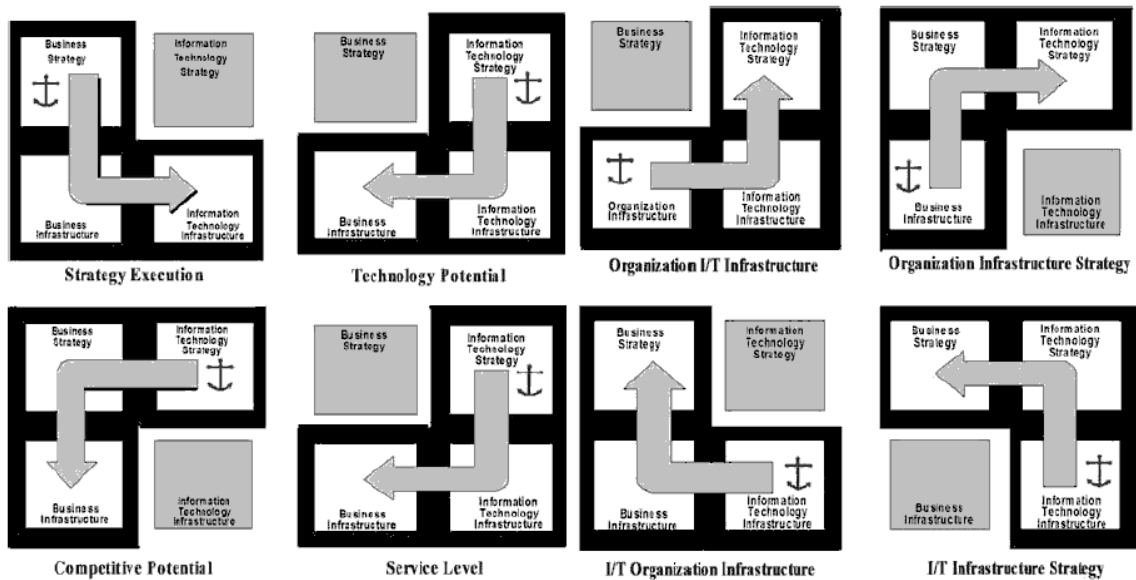 Business
Strategy
Information
Technology
Strategy
Business
Infrastructure
Information
Technology
Infrastructure
Strategy Execution
Business
Strategy
Information
Technology
Strategy
Business
Infrastructure
Information
Technology
Infrastructure
Technology Potential
Business
Strategy
Information
Technology
Strategy
Organization
Infrastructure
Information
Technology
Infrastructure
Organization I/T Infrastructure
Business
Strategy
Information
Technology
Strategy
Business
Infrastructure
Information
Technology
Infrastructure
Organization Infrastructure Strategy
Business
Strategy
Information
Technology
Strategy
Business
Infrastructure
Information
Technology
Infrastructure
Competitive Potential
Business
Strategy
Information
Technology
Strategy
Business
Infrastructure
Information
Technology
Infrastructure
Service Level
Business
Strategy
Information
Technology
Strategy
Business
Infrastructure
Information
Technology
Infrastructure
I/T Organization Infrastructure
Business
Strategy
Information
Technology
Strategy
Business
Infrastructure
Information
Technology
Infrastructure
I/T Infrastructure Strategy